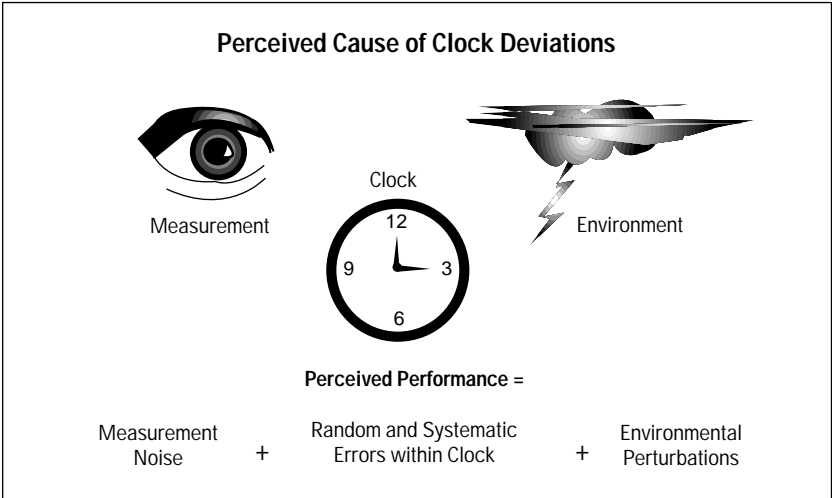 Perceived Cause of Clock Deviations
Clock
Measurement
Environment
12
9
3
6
Perceived Performance =
Measurement
Noise
+
Random and Systematic
Errors within Clock
+
Environmental
Perturbations